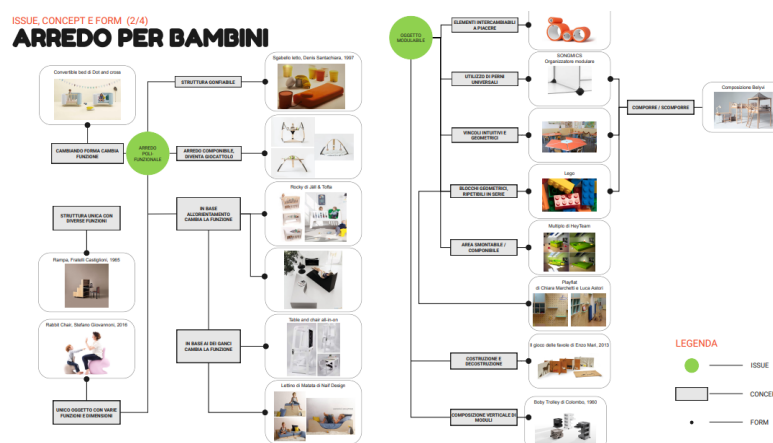 ISSUE, CONCEPT E FORM (2/4)
ARREDO PER BAMBINI
Convertible bed di Dot and cross
CAMBIANDO FORMA CAMBIA
FUNZIONE
ARREDO
POLI
FUNZIONALE
STRUTTURA GONFIABILE
Sgabello letto, Denis Santachiara, 1997
ARREDO COMPONIBILE,
DIVENTA GIOCATTOLO
STRUTTURA UNICA CON
DIVERSE FUNZIONI
Rampa, Fratelli Castiglioni, 1965
Rabbit Chair, Stefano Giovannoni, 2016
UNICO OGGETTO CON VARIE
FUNZIONI E DIMENSIONI
IN BASE
ALL'ORIENTAMENTO
CAMBIA LA FUNZIONE
Rocky di Jäll & Tofta
IN BASE AI DEI GANCI
CAMBIA LA FUNZIONE
Table and chair all-in-on
Lettino di Matata di Nelf Design
OGGETTO
MODULABILE
ELEMENTI INTERCAMBIABILI
A PIACERE
UTILIZZO DI PERNI
UNIVERSALI
SONGMICS
Organizzatore modulare
VINCOLI INTUITIVI E
GEOMETRICI
BLOCCHI GEOMETRICI,
RIPETIBILI IN SERIE
Lego
COMPORRE / SCOMPORRE
Composizione Babyvi
AREA SMONTABILE /
COMPONIBILE
Multiplo di HeyTeam
Playflat
di Chiara Marchetti e Luca Astori
COSTRUZIONE E
DECOSTRUZIONE
Il gioco delle favole di Enzo Mari, 2013
COMPOSIZIONE VERTICALE DI
MODULI
Boby Trolley di Colombo, 1960
LEGENDA
ISSUE
CONCE
FORM